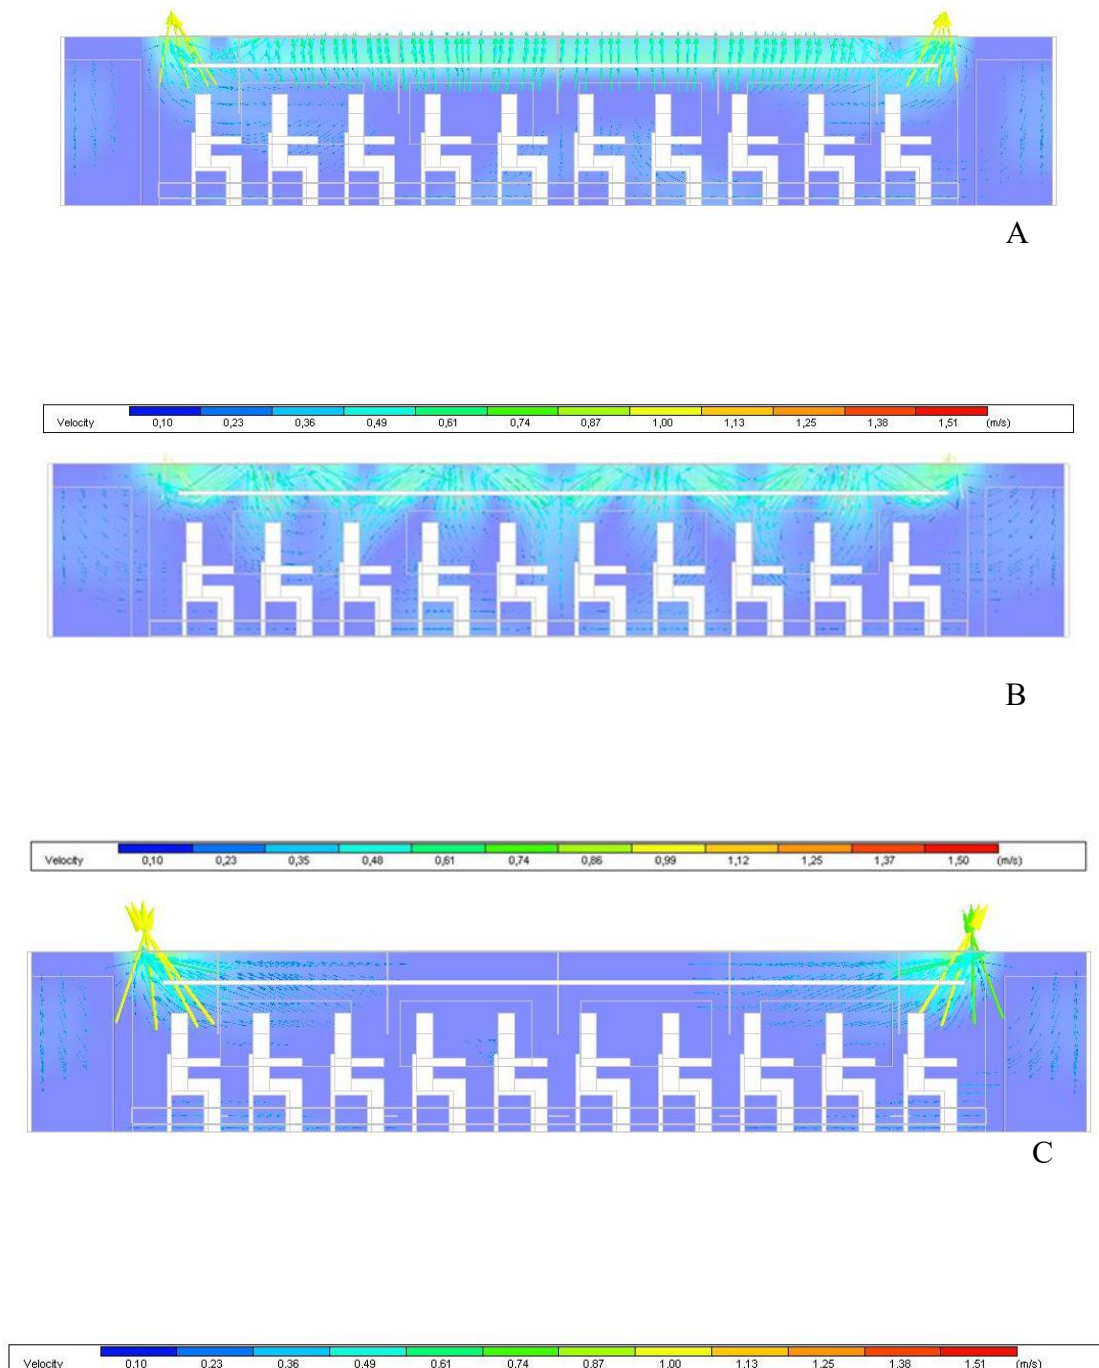 A
Velocity 0,10 0,23 0,36 0,49 0,61 0,74 0,87 1,00 1,13 1,25 1,38 1,51 (m/s)
B
Velocity 0,10 0,23 0,35 0,48 0,61 0,74 0,86 0,99 1,12 1,25 1,37 1,50 (m/s)
C
Velocity 0,10 0,23 0,36 0,49 0,61 0,74 0,87 1,00 1,13 1,25 1,38 1,51 (m/s)